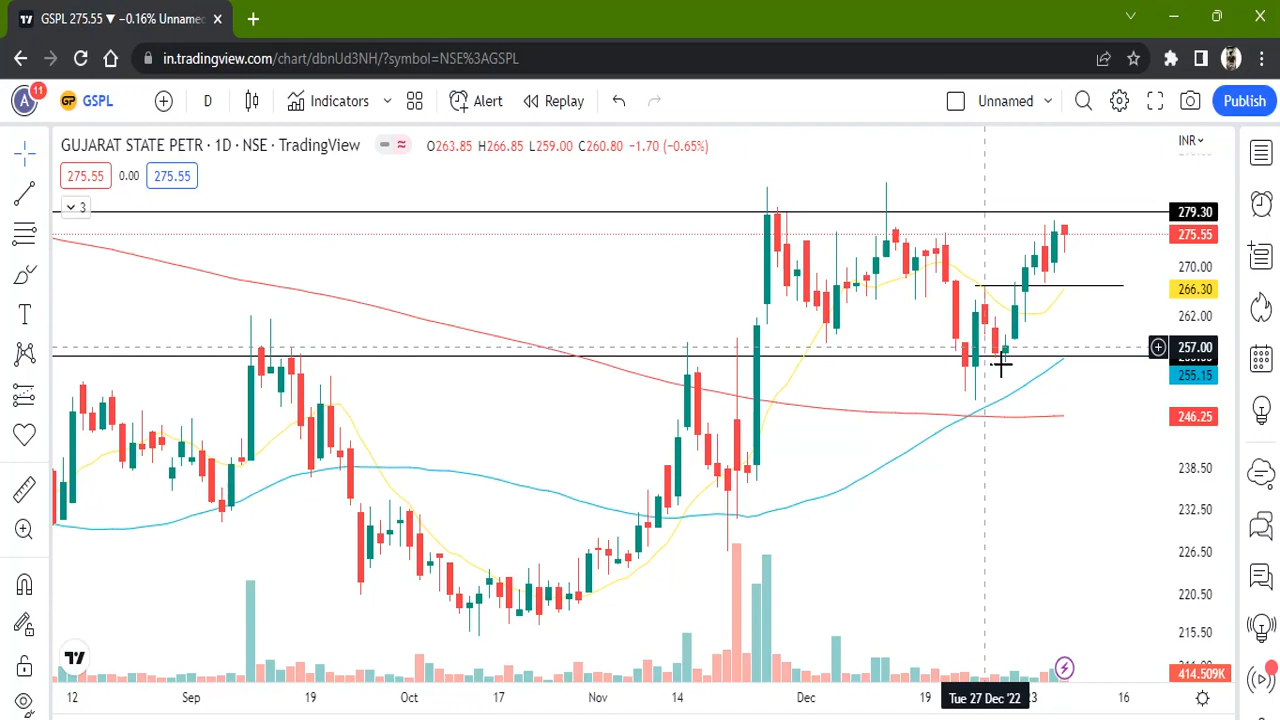 GSPL 275.55 ▼ −0.16% Unnamed
in.tradingview.com/chart/dbnUd3NH/?symbol=NSE%3AGSPL
A 11 GP GSPL D Indicators Alert Replay Unnamed Publish
GUJARAT STATE PETR · 1D · NSE · TradingView O263.85 H266.85 L259.00 C260.80 −1.70 (−0.65%)
INR
275.55 0.00 275.55
3
279.30
275.55
270.00
266.30
262.00
257.00
255.15
246.25
238.50
232.50
226.50
220.50
215.50
414.509K
12 Sep 19 Oct 17 Nov 14 Dec 19 Tue 27 Dec '22 3 16